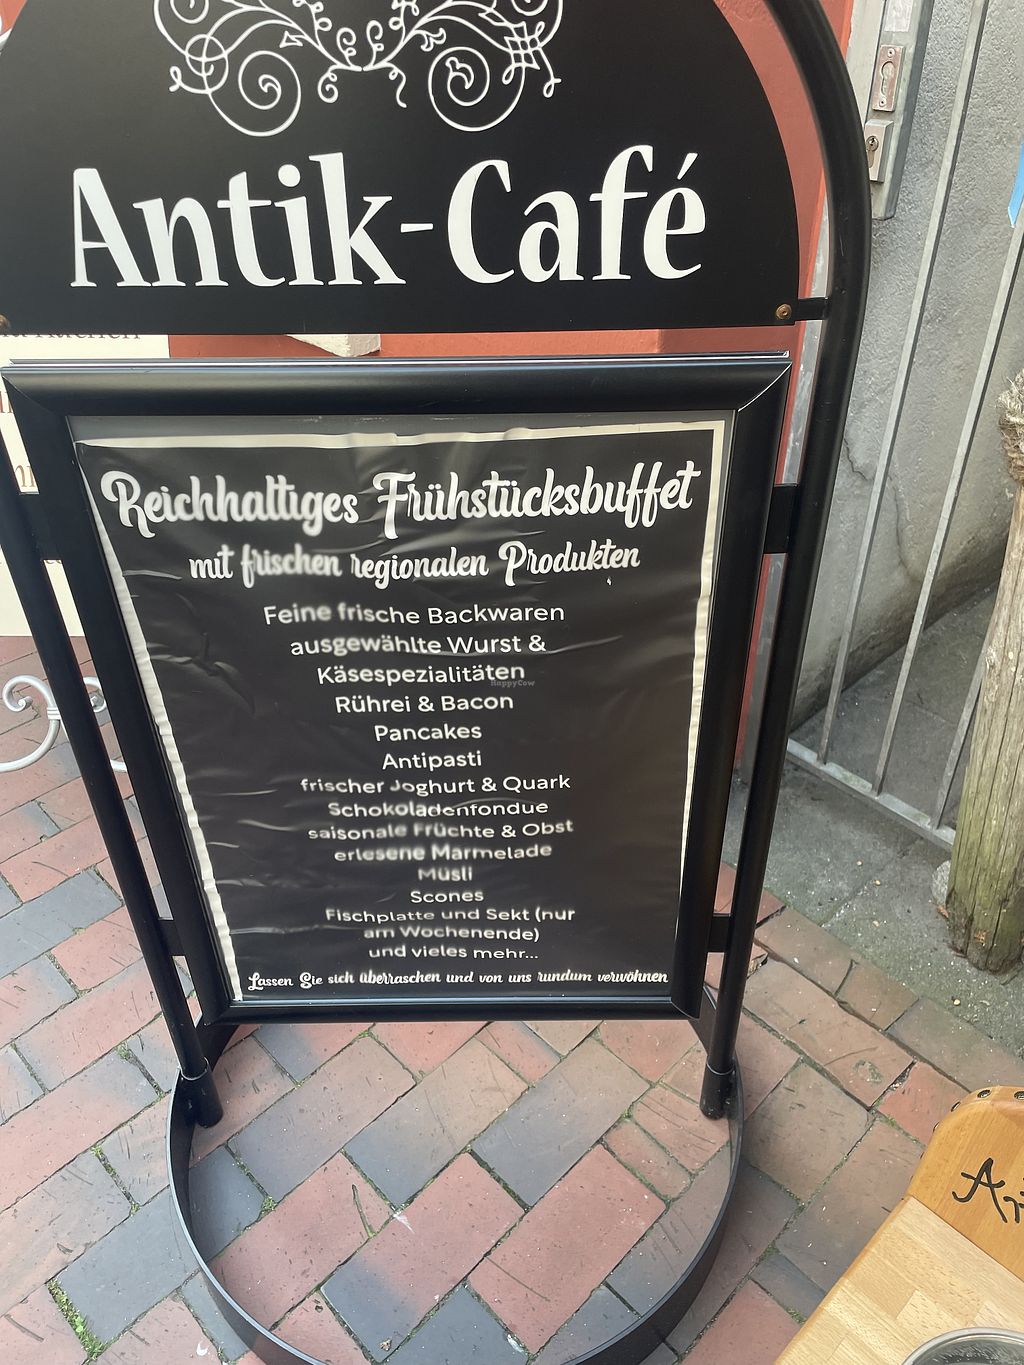 Antik-Café
Reichhaltiges Frühstücksbuffet
mit frischen regionalen Produkten
Feine frische Backwaren
ausgewählte Wurst &
Käsespezialitäten
HappyCow
Rührei & Bacon
Pancakes
Antipasti
frischer Joghurt & Quark
Schokoladenfondue
saisonale Früchte & Obst
erlesene Marmelade
Müsli
Scones
Fischplatte und Sekt (nur
am Wochenende)
und vieles mehr...
Lassen Sie sich überraschen und von uns rundum verwöhnen